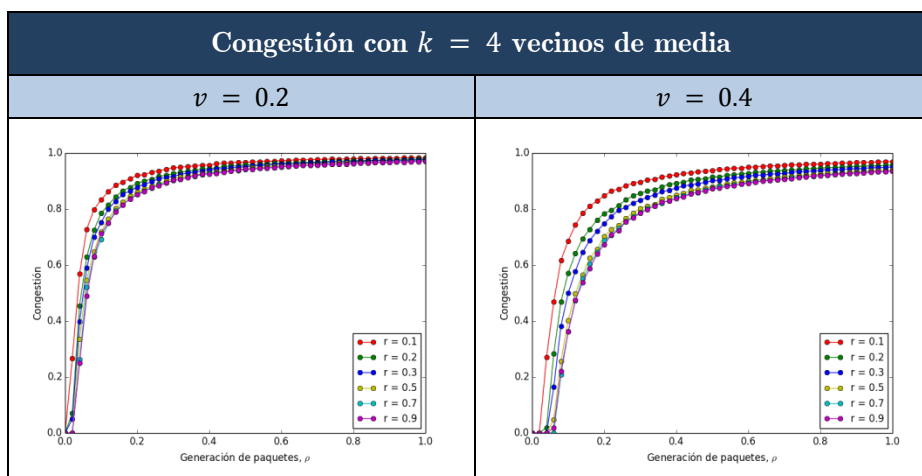 Congestión con k = 4 vecinos de media
v = 0.2
v = 0.4
1.0
0.8
0.6
0.4
0.2
0.0
Congestión
0.0 0.2 0.4 0.6 0.8 1.0
Generación de paquetes, ρ
r = 0.1
r = 0.2
r = 0.3
r = 0.5
r = 0.7
r = 0.9
1.0
0.8
0.6
0.4
0.2
0.0
Congestión
0.0 0.2 0.4 0.6 0.8 1.0
Generación de paquetes, ρ
r = 0.1
r = 0.2
r = 0.3
r = 0.5
r = 0.7
r = 0.9